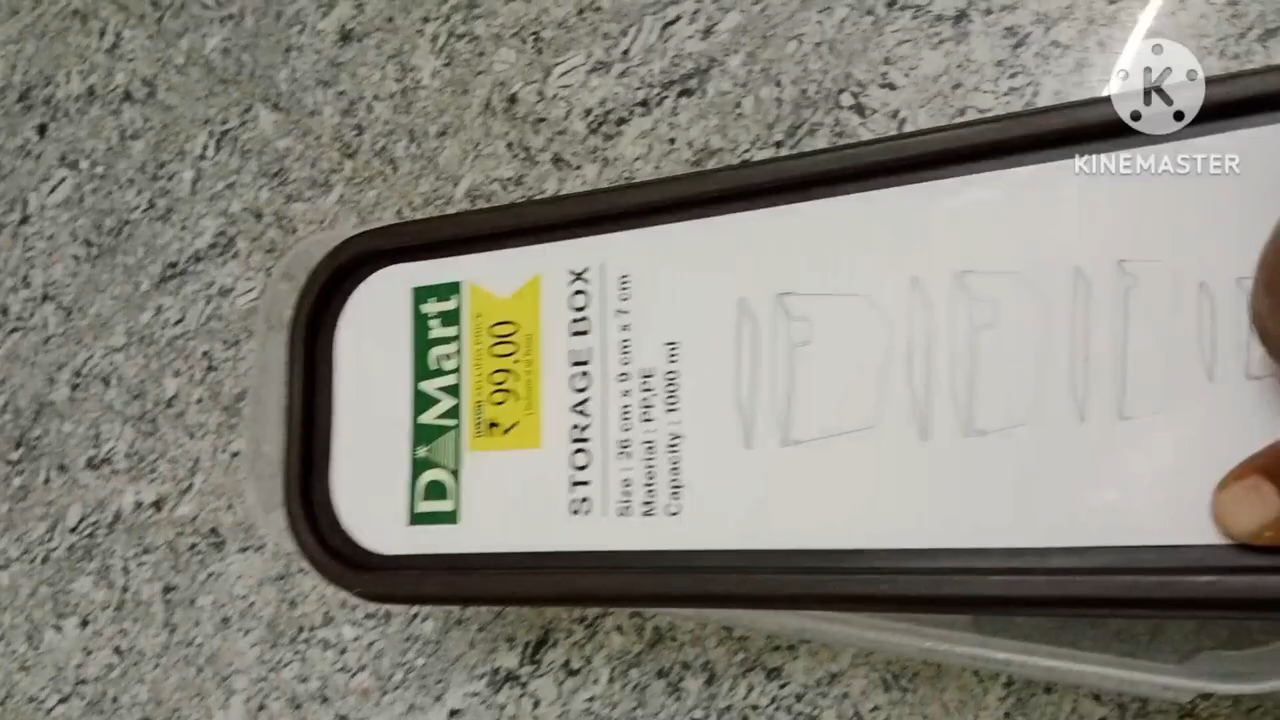 D Mart
₹ 99.00
STORAGE BOX
Size : 26 cm x 9 cm x 7 cm
Material : PP,PE
Capacity : 1000 ml
K
KINEMASTER